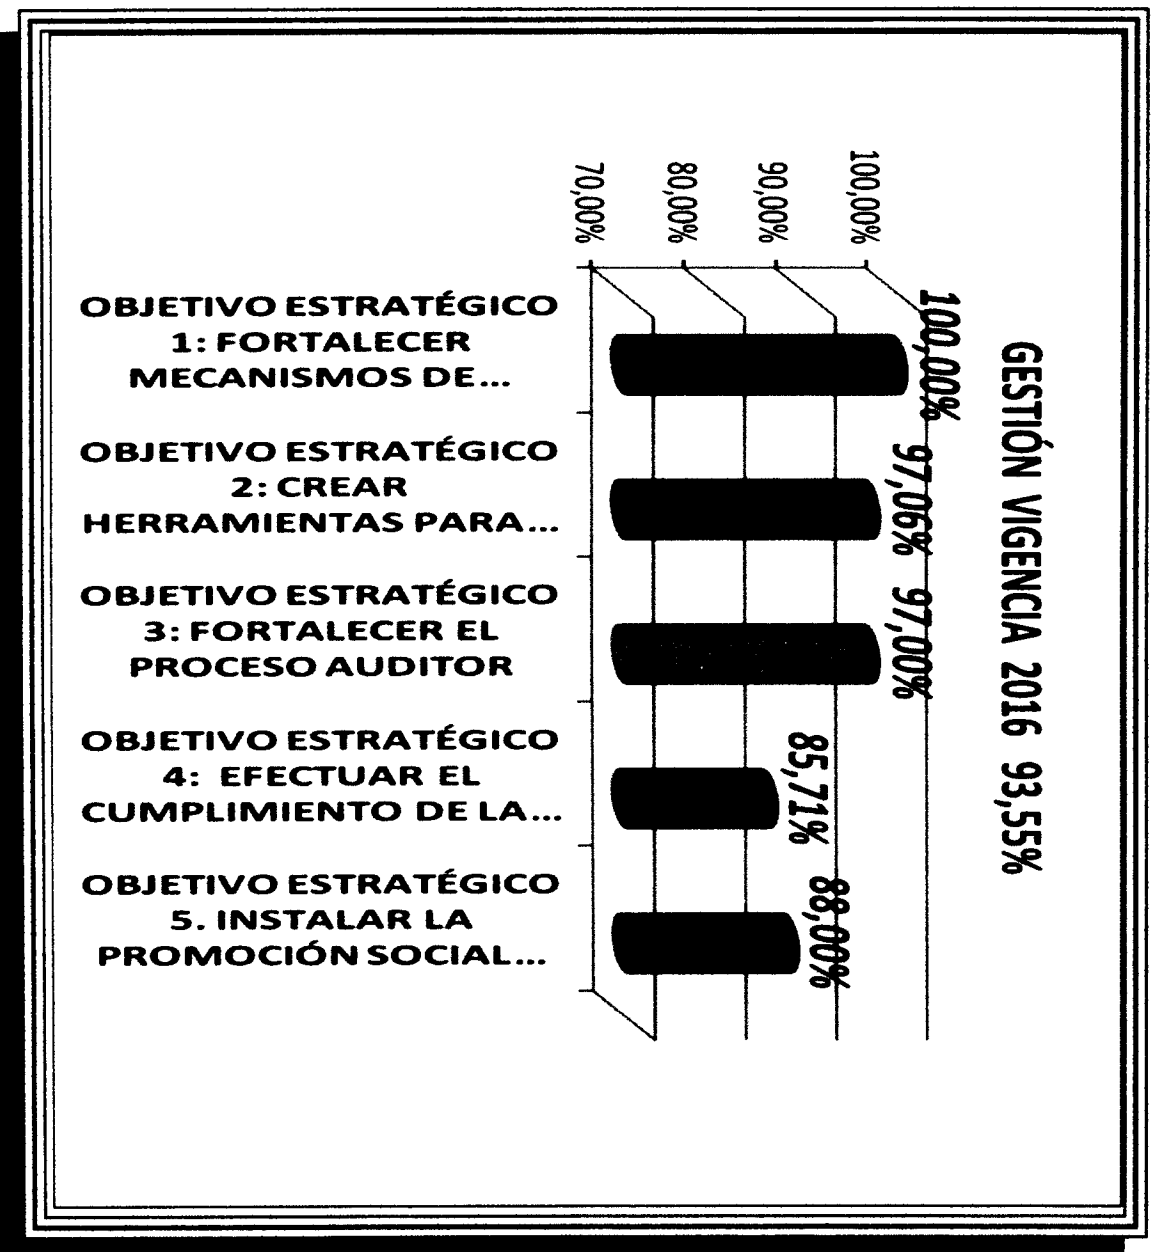 GESTIÓN VIGENCIA 2016 93,55%
100,00%
90,00%
80,00%
70,00%
100,00%
97,06%
97,00%
85,71%
88,00%
OBJETIVO ESTRATÉGICO
1: FORTALECER
MECANISMOS DE...
OBJETIVO ESTRATÉGICO
2: CREAR
HERRAMIENTAS PARA...
OBJETIVO ESTRATÉGICO
3: FORTALECER EL
PROCESO AUDITOR
OBJETIVO ESTRATÉGICO
4: EFECTUAR EL
CUMPLIMIENTO DE LA...
OBJETIVO ESTRATÉGICO
5. INSTALAR LA
PROMOCIÓN SOCIAL...